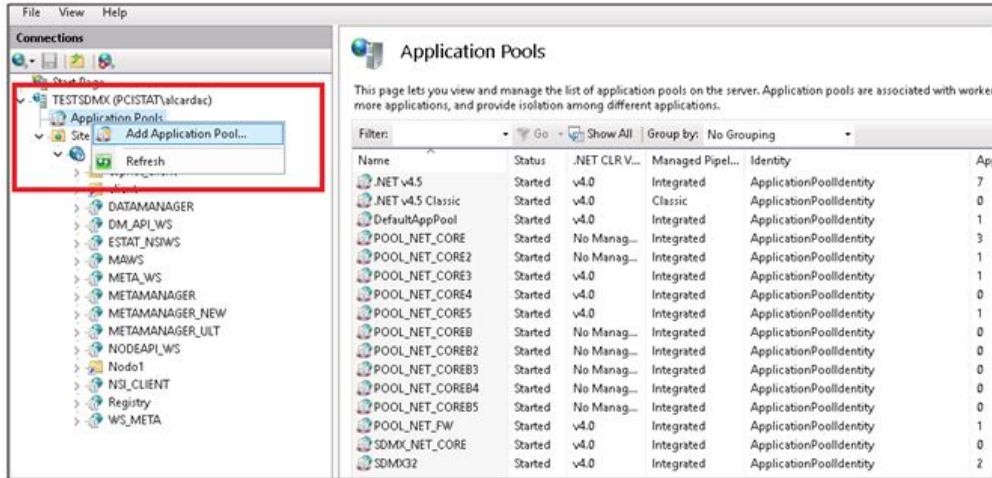 File View Help
Connections
Start Page
TESTSDMX (PCISTAT\alcardac)
Application Pools
Add Application Pool...
Site
Refresh
DATAMANAGER
DM_API_WS
ESTAT_NSIWS
MAWS
META_WS
METAMANAGER
METAMANAGER_NEW
METAMANAGER_ULT
NODEAPI_WS
Nodo1
NSI_CLIENT
Registry
WS_META
Application Pools
This page lets you view and manage the list of application pools on the server. Application pools are associated with worker
more applications, and provide isolation among different applications.
Filter: Go Show All Group by: No Grouping
Name Status .NET CLR V... Managed Pipel... Identity Ap
.NET v4.5 Started v4.0 Integrated ApplicationPoolIdentity 7
.NET v4.5 Classic Started v4.0 Classic ApplicationPoolIdentity 0
DefaultAppPool Started v4.0 Integrated ApplicationPoolIdentity 1
POOL_NET_CORE Started No Manag... Integrated ApplicationPoolIdentity 3
POOL_NET_CORE2 Started No Manag... Integrated ApplicationPoolIdentity 1
POOL_NET_CORE3 Started v4.0 Integrated ApplicationPoolIdentity 1
POOL_NET_CORE4 Started v4.0 Integrated ApplicationPoolIdentity 0
POOL_NET_CORE5 Started v4.0 Integrated ApplicationPoolIdentity 1
POOL_NET_COREB Started No Manag... Integrated ApplicationPoolIdentity 0
POOL_NET_COREB2 Started No Manag... Integrated ApplicationPoolIdentity 0
POOL_NET_COREB3 Started No Manag... Integrated ApplicationPoolIdentity 0
POOL_NET_COREB4 Started No Manag... Integrated ApplicationPoolIdentity 0
POOL_NET_COREB5 Started No Manag... Integrated ApplicationPoolIdentity 0
POOL_NET_FW Started v4.0 Integrated ApplicationPoolIdentity 1
SDMX_NET_CORE Started v4.0 Integrated ApplicationPoolIdentity 0
SDMX32 Started v4.0 Integrated ApplicationPoolIdentity 2